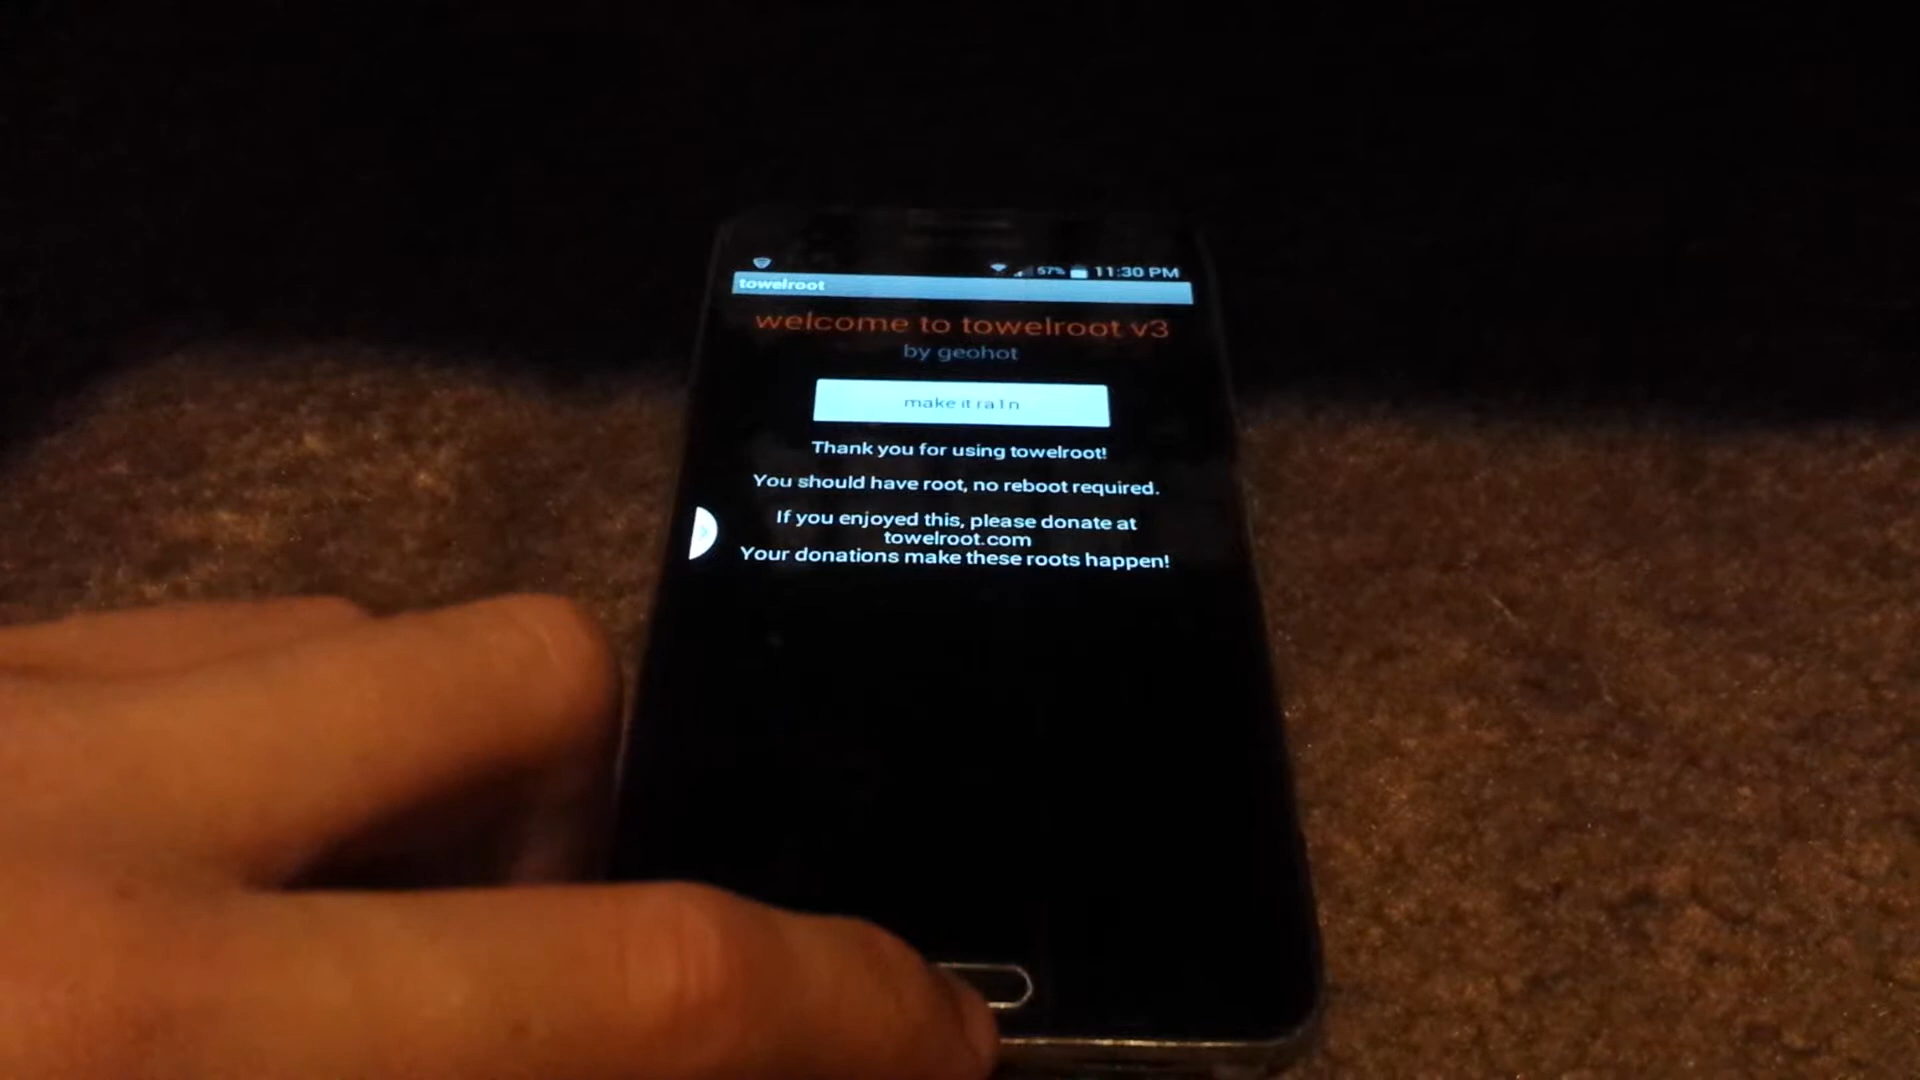 57% 11:30 PM
towelroot
welcome to towelroot v3
by geohot
make it ra1n
Thank you for using towelroot!
You should have root, no reboot required.
If you enjoyed this, please donate at
towelroot.com
Your donations make these roots happen!